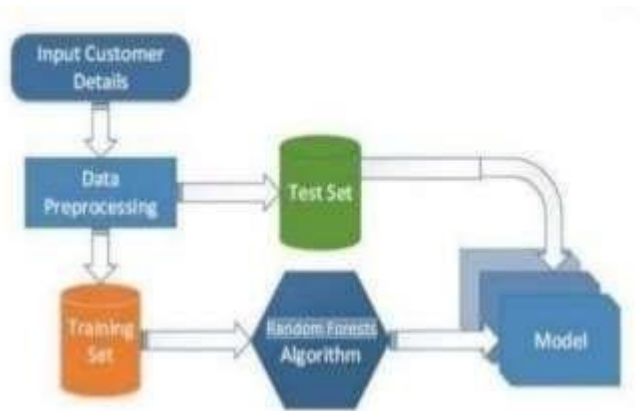 Input Customer
Details
Data
Preprocessing
Test Set
Training
Set
Random Forests
Algorithm
Model